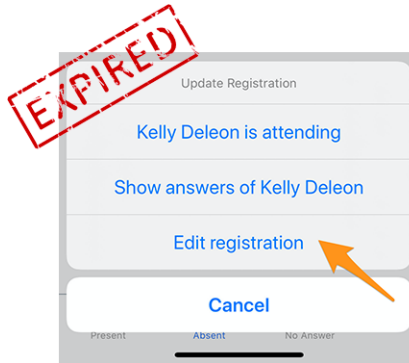 EXPIRED
Update Registration
Kelly Deleon is attending
Show answers of Kelly Deleon
Edit registration
Cancel
Present Absent No Answer